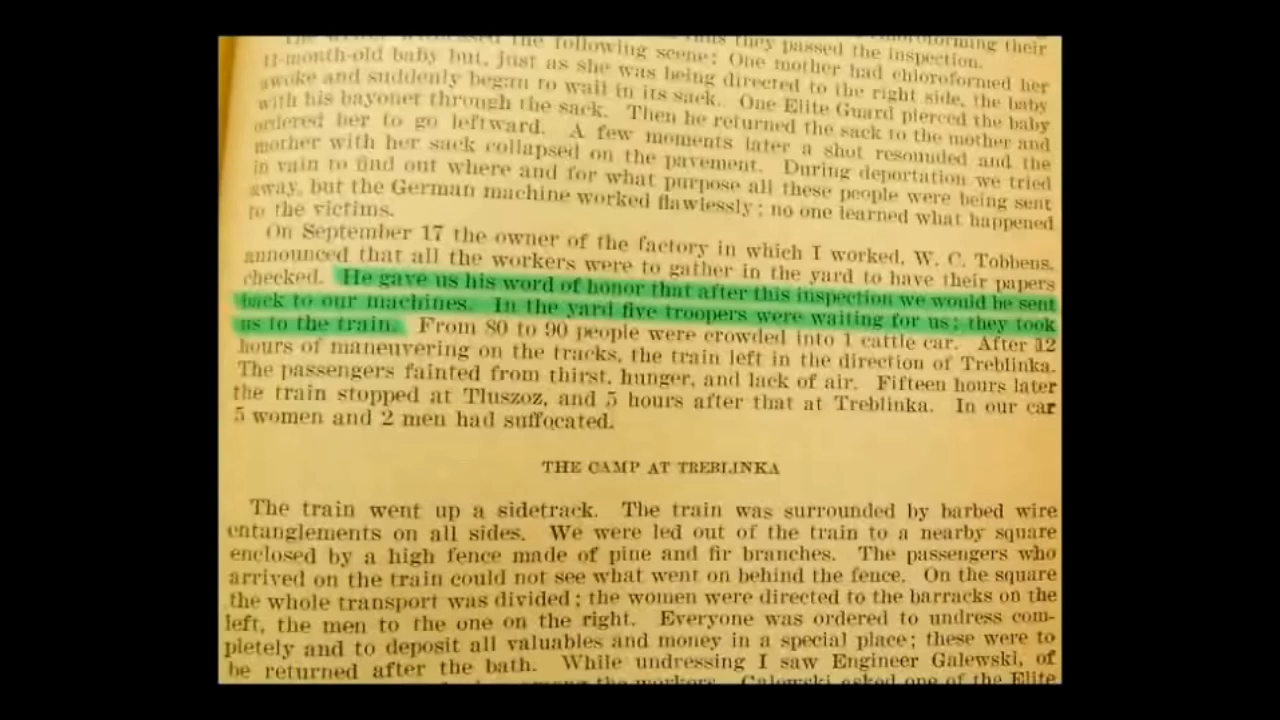 the following scene: One mother had chloroformed her
11-month-old baby but, just as she was being directed to the right side, the baby
awoke and suddenly began to wail in its sack. One Elite Guard pierced the baby
with his bayonet through the sack. Then he returned the sack to the mother and
ordered her to go leftward. A few moments later a shot resounded and the
mother with her sack collapsed on the pavement. During deportation we tried
in vain to find out where and for what purpose all these people were being sent
away, but the German machine worked flawlessly; no one learned what happened
to the victims.
On September 17 the owner of the factory in which I worked, W. C. Tobbens,
announced that all the workers were to gather in the yard to have their papers
checked. He gave us his word of honor that after this inspection we would be sent
back to our machines. In the yard five troopers were waiting for us; they took
us to the train. From 80 to 90 people were crowded into 1 cattle car. After 12
hours of maneuvering on the tracks, the train left in the direction of Treblinka.
The passengers fainted from thirst, hunger, and lack of air. Fifteen hours later
the train stopped at Tluszoz, and 5 hours after that at Treblinka. In our car
5 women and 2 men had suffocated.
THE CAMP AT TREBLINKA
The train went up a sidetrack. The train was surrounded by barbed wire
entanglements on all sides. We were led out of the train to a nearby square
enclosed by a high fence made of pine and fir branches. The passengers who
arrived on the train could not see what went on behind the fence. On the square
the whole transport was divided; the women were directed to the barracks on the
left, the men to the one on the right. Everyone was ordered to undress com-
pletely and to deposit all valuables and money in a special place; these were to
be returned after the bath. While undressing I saw Engineer Galewski, of
the workers. Galewski asked one of the Elite